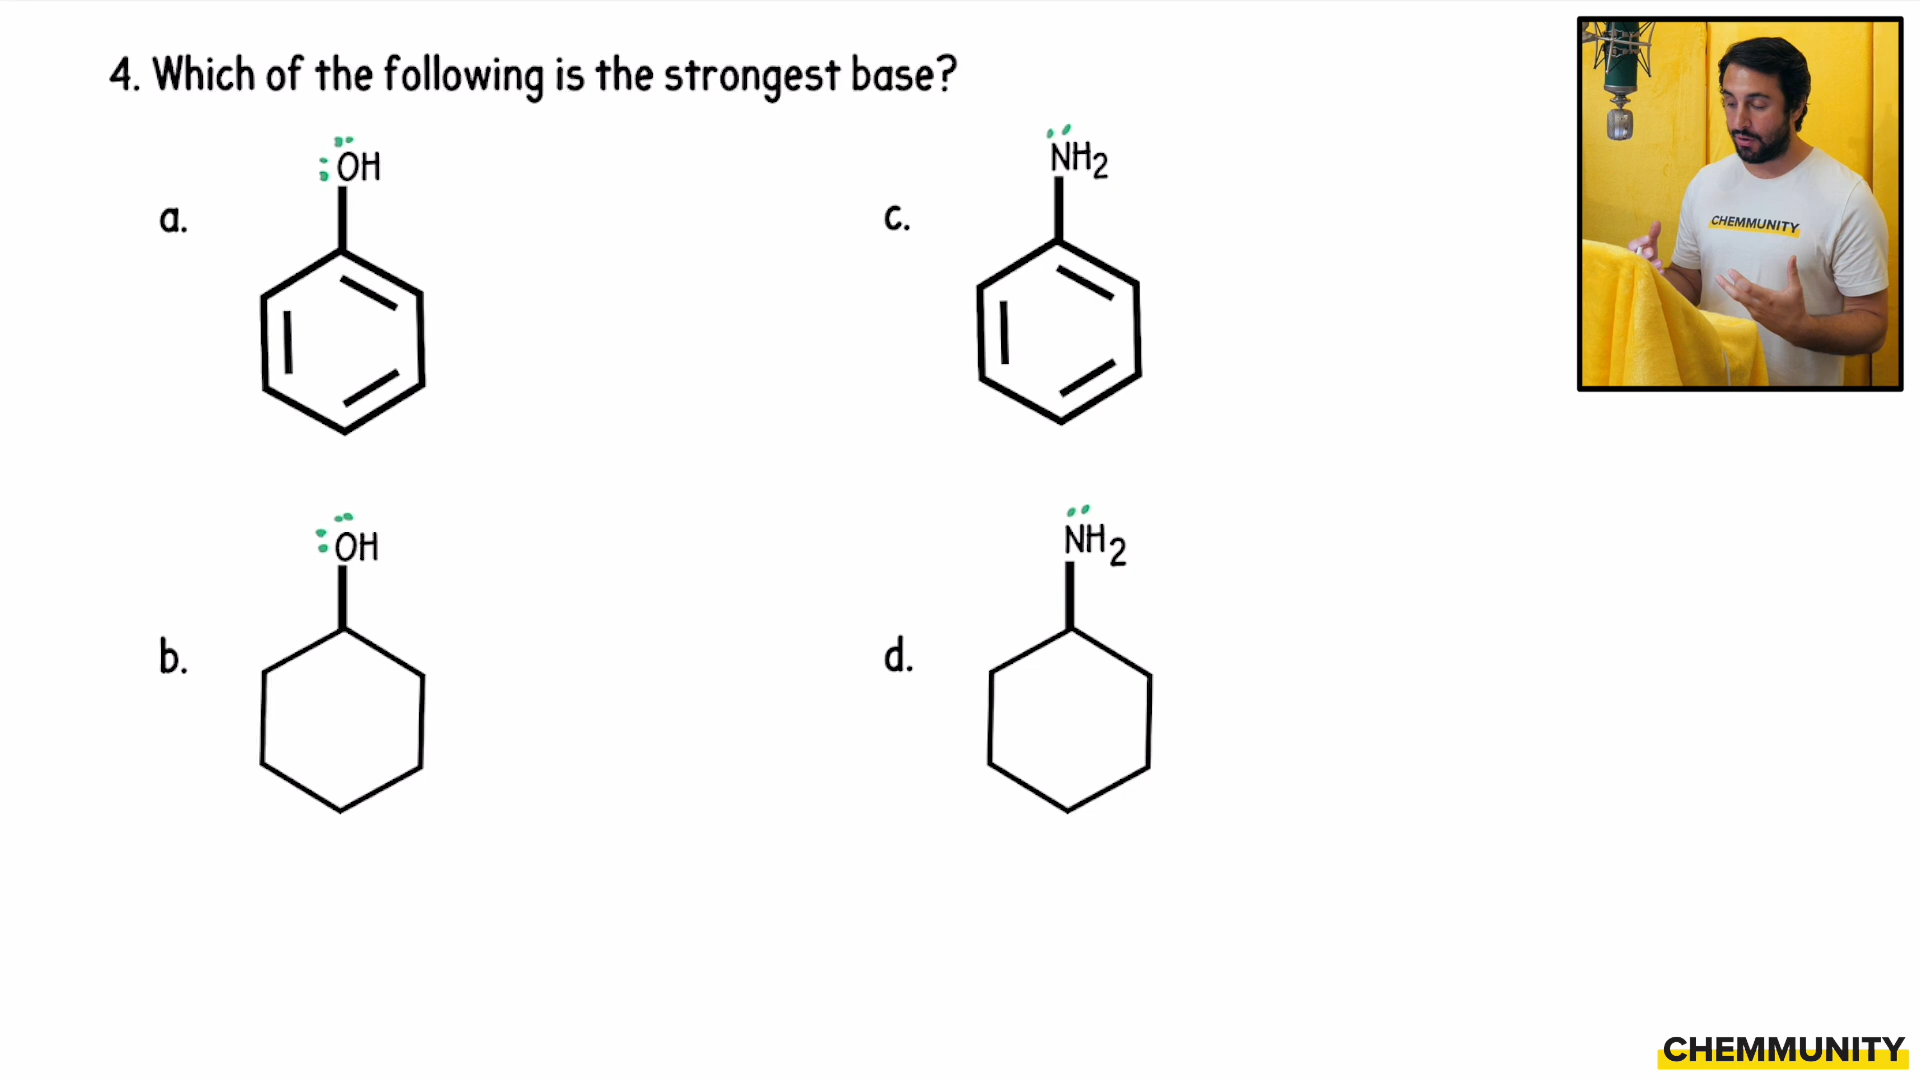 4. Which of the following is the strongest base?
OH
a.
NH2
c.
OH
b.
NH2
d.
CHEMMUNITY
CHEMMUNITY